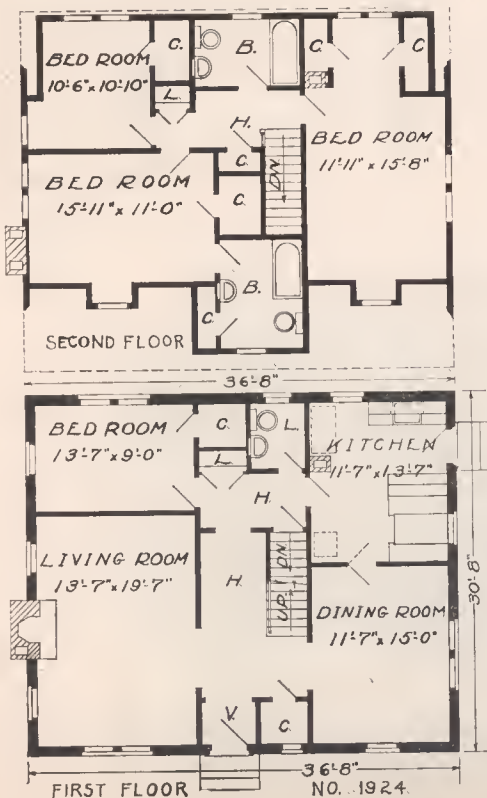 BED ROOM
10'-6" x 10'-10"
C.
B.
C.
C.
L.
H.
BED ROOM
11'-11" x 15'-8"
C.
DN.
BED ROOM
15'-11" x 11'-0"
C.
B.
C.
SECOND FLOOR
36'-8"
BED ROOM
13'-7" x 9'-0"
C.
L.
KITCHEN
11'-7" x 13'-7"
L.
H.
LIVING ROOM
13'-7" x 19'-7"
H.
UP
DN.
DINING ROOM
11'-7" x 15'-0"
30'-8"
V.
C.
36'-8"
FIRST FLOOR
NO. 1924